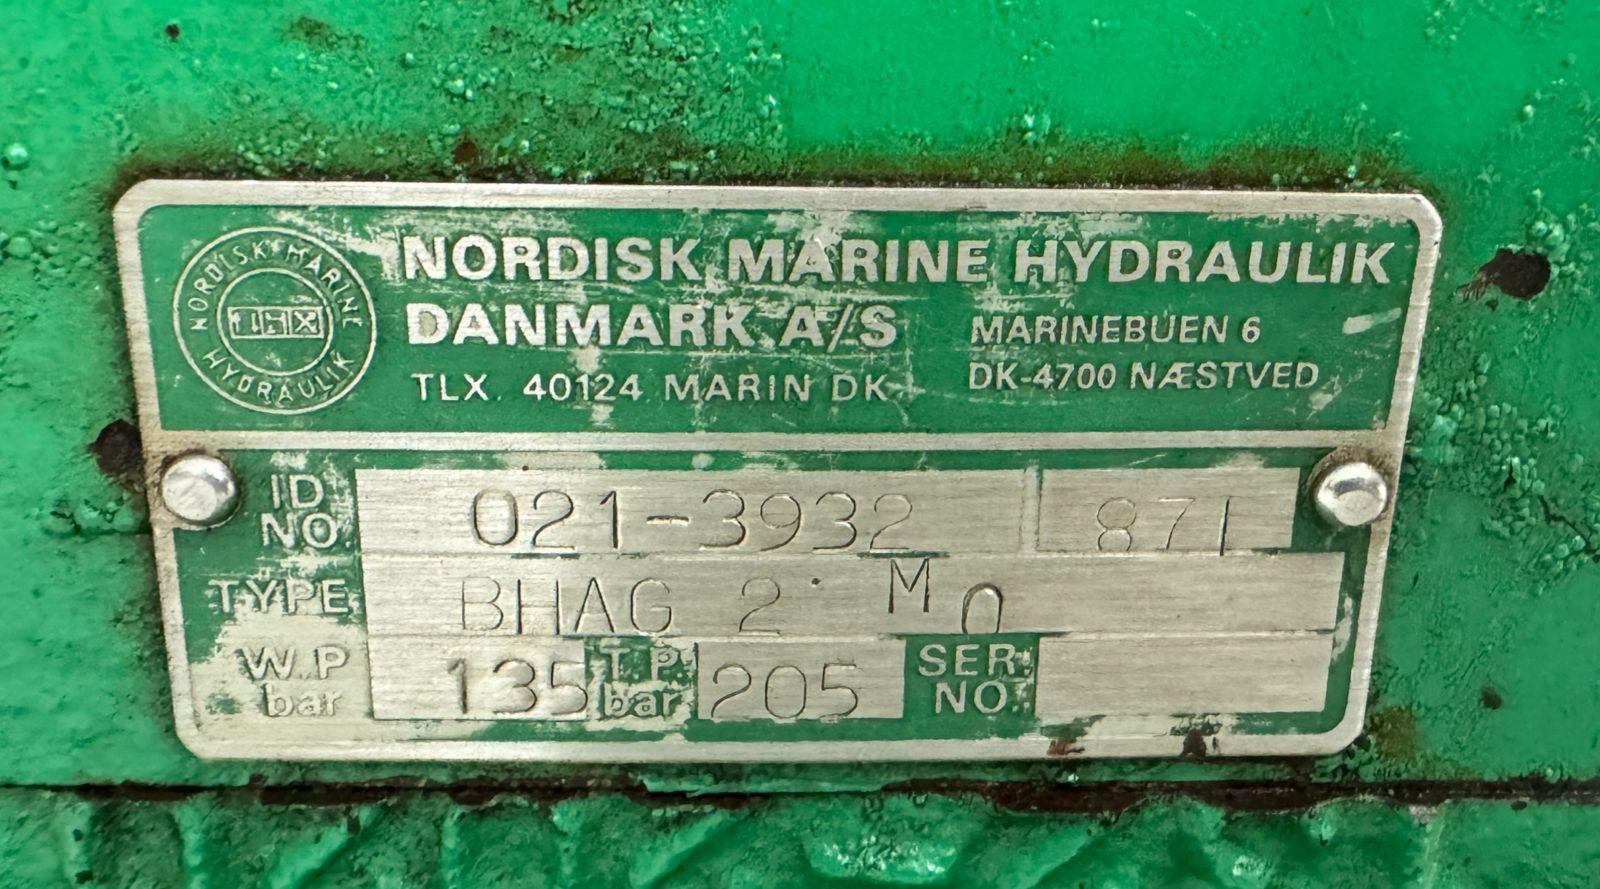 NORDISK MARINE HYDRAULIK
NORDISK MARINE HYDRAULIK
DANMARK A/S MARINEBUEN 6
TLX. 40124 MARIN DK DK-4700 NÆSTVED
ID NO. 021-3932 871
TYPE BHAG 2 M 0
W.P bar 135 T.P bar 205 SER. NO.